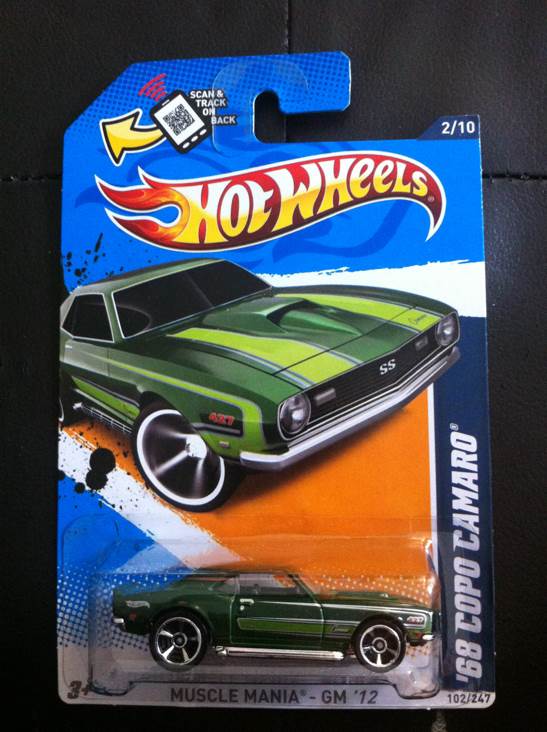 SCAN &
TRACK
ON
BACK
2/10
HOT WHEELS
Camaro
SS
427
'68 COPO CAMARO®
3+
MUSCLE MANIA® - GM '12
102/247